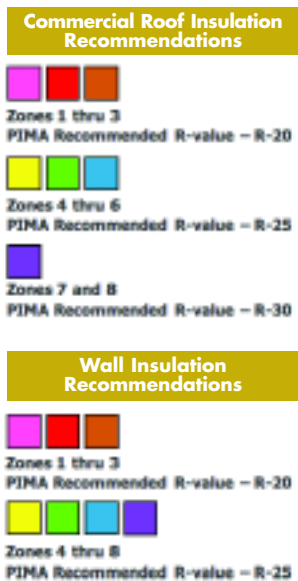 Commercial Roof Insulation
Recommendations
Zones 1 thru 3
PIMA Recommended R-value – R-20
Zones 4 thru 6
PIMA Recommended R-value – R-25
Zones 7 and 8
PIMA Recommended R-value – R-30
Wall Insulation
Recommendations
Zones 1 thru 3
PIMA Recommended R-value – R-20
Zones 4 thru 8
PIMA Recommended R-value – R-25